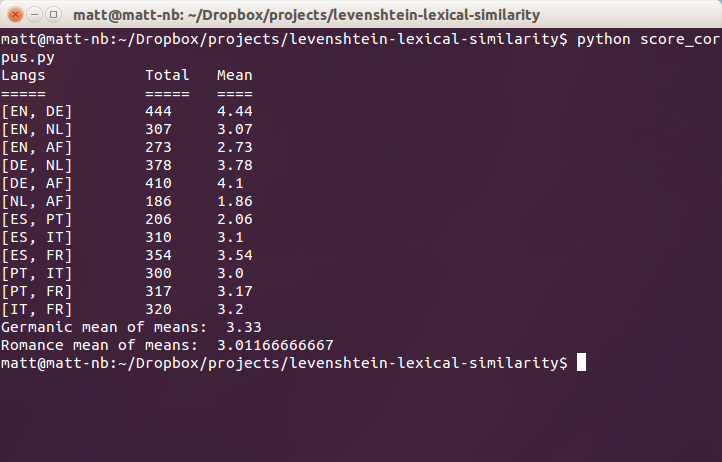 matt@matt-nb: ~/Dropbox/projects/levenshtein-lexical-similarity
matt@matt-nb:~/Dropbox/projects/levenshtein-lexical-similarity$ python score_cor
pus.py
Langs Total Mean
===== ===== ====
[EN, DE] 444 4.44
[EN, NL] 307 3.07
[EN, AF] 273 2.73
[DE, NL] 378 3.78
[DE, AF] 410 4.1
[NL, AF] 186 1.86
[ES, PT] 206 2.06
[ES, IT] 310 3.1
[ES, FR] 354 3.54
[PT, IT] 300 3.0
[PT, FR] 317 3.17
[IT, FR] 320 3.2
Germanic mean of means:  3.33
Romance mean of means:  3.01166666667
matt@matt-nb:~/Dropbox/projects/levenshtein-lexical-similarity$